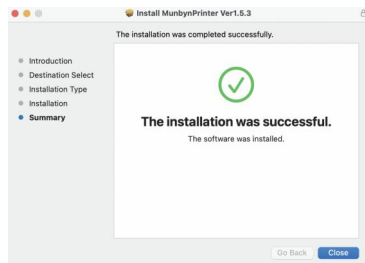 Install MunbynPrinter Ver1.5.3
The installation was completed successfully.
Introduction
Destination Select
Installation Type
Installation
Summary
The installation was successful.
The software was installed.
Go Back
Close